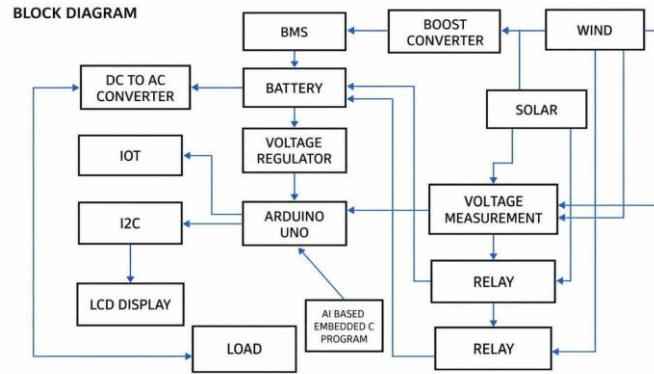 BLOCK DIAGRAM
BMS
BOOST
CONVERTER
WIND
DC TO AC
CONVERTER
BATTERY
SOLAR
VOLTAGE
REGULATOR
IOT
VOLTAGE
MEASUREMENT
ARDUINO
UNO
I2C
RELAY
LCD DISPLAY
AI BASED
EMBEDDED C
PROGRAM
LOAD
RELAY